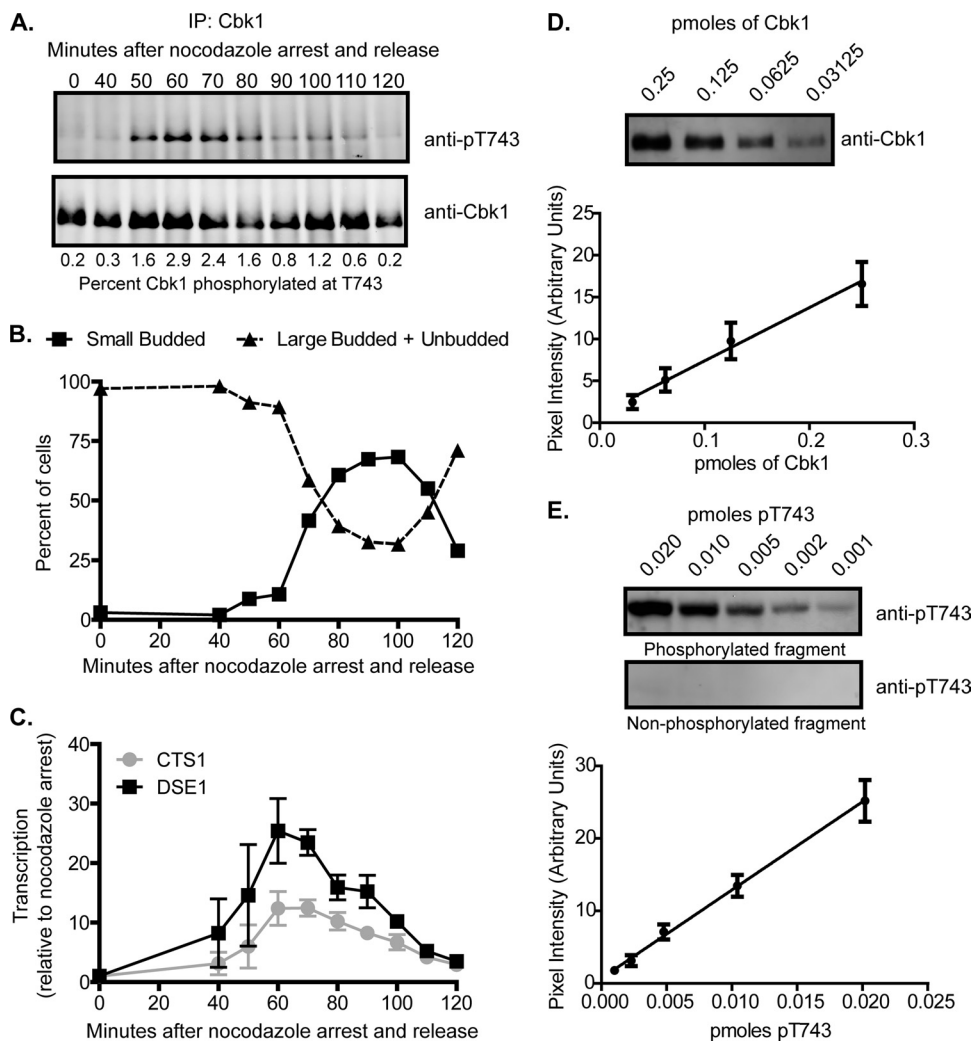 A.
IP: Cbk1
Minutes after nocodazole arrest and release
0 40 50 60 70 80 90 100 110 120
anti-pT743
anti-Cbk1
0.2 0.3 1.6 2.9 2.4 1.6 0.8 1.2 0.6 0.2
Percent Cbk1 phosphorylated at T743
B.
Small Budded
Large Budded + Unbudded
100
75
50
25
0
Percent of cells
0 20 40 60 80 100 120
Minutes after nocodazole arrest and release
C.
CTS1
DSE1
40
30
20
10
0
Transcription
(relative to nocodazole arrest)
0 20 40 60 80 100 120
Minutes after nocodazole arrest and release
D.
pmoles of Cbk1
0.25 0.125 0.0625 0.03125
anti-Cbk1
25
20
15
10
5
0
Pixel Intensity (Arbitrary Units)
0.0 0.1 0.2 0.3
pmoles of Cbk1
E.
pmoles pT743
0.020 0.010 0.005 0.002 0.001
anti-pT743
Phosphorylated fragment
anti-pT743
Non-phosphorylated fragment
30
20
10
0
Pixel Intensity (Arbitrary Units)
0.000 0.005 0.010 0.015 0.020 0.025
pmoles pT743